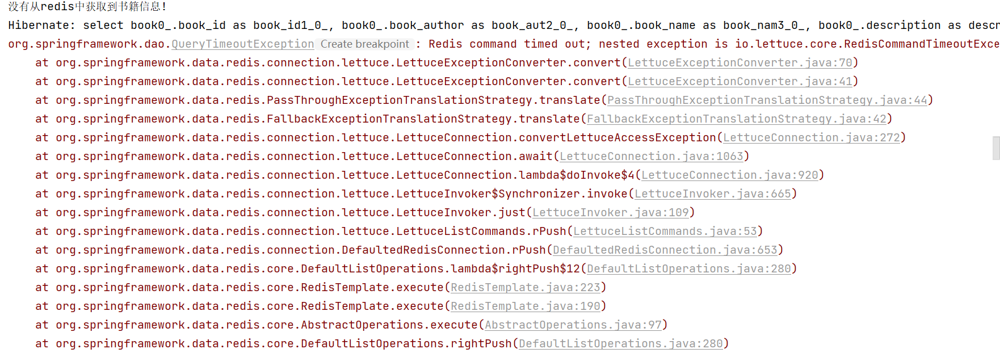 没有从redis中获取到书籍信息!
Hibernate: select book0_.book_id as book_id1_0_, book0_.book_author as book_aut2_0_, book0_.book_name as book_nam3_0_, book0_.description as descr
org.springframework.dao.QueryTimeoutException Create breakpoint : Redis command timed out; nested exception is io.lettuce.core.RedisCommandTimeoutExce
at org.springframework.data.redis.connection.lettuce.LettuceExceptionConverter.convert(LettuceExceptionConverter.java:70)
at org.springframework.data.redis.connection.lettuce.LettuceExceptionConverter.convert(LettuceExceptionConverter.java:41)
at org.springframework.data.redis.PassThroughExceptionTranslationStrategy.translate(PassThroughExceptionTranslationStrategy.java:44)
at org.springframework.data.redis.FallbackExceptionTranslationStrategy.translate(FallbackExceptionTranslationStrategy.java:42)
at org.springframework.data.redis.connection.lettuce.LettuceConnection.convertLettuceAccessException(LettuceConnection.java:272)
at org.springframework.data.redis.connection.lettuce.LettuceConnection.await(LettuceConnection.java:1063)
at org.springframework.data.redis.connection.lettuce.LettuceConnection.lambda$doInvoke$4(LettuceConnection.java:920)
at org.springframework.data.redis.connection.lettuce.LettuceInvoker$Synchronizer.invoke(LettuceInvoker.java:665)
at org.springframework.data.redis.connection.lettuce.LettuceInvoker.just(LettuceInvoker.java:109)
at org.springframework.data.redis.connection.lettuce.LettuceListCommands.rPush(LettuceListCommands.java:53)
at org.springframework.data.redis.connection.DefaultedRedisConnection.rPush(DefaultedRedisConnection.java:653)
at org.springframework.data.redis.core.DefaultListOperations.lambda$rightPush$12(DefaultListOperations.java:280)
at org.springframework.data.redis.core.RedisTemplate.execute(RedisTemplate.java:223)
at org.springframework.data.redis.core.RedisTemplate.execute(RedisTemplate.java:190)
at org.springframework.data.redis.core.AbstractOperations.execute(AbstractOperations.java:97)
at org.springframework.data.redis.core.DefaultListOperations.rightPush(DefaultListOperations.java:280)